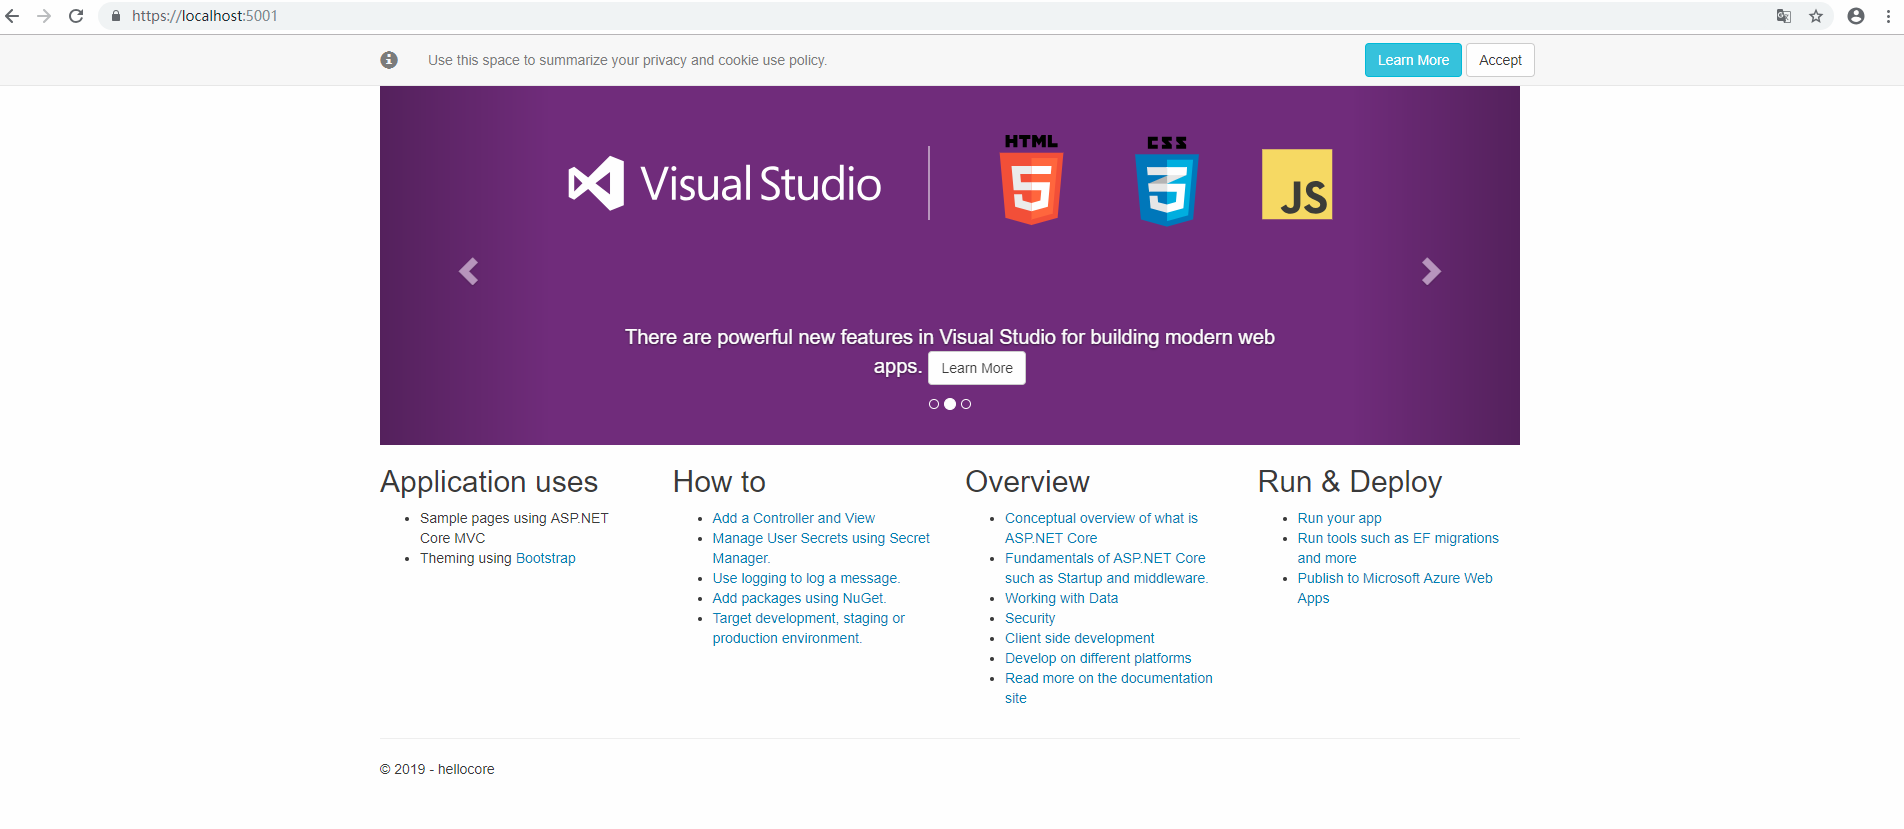 https://localhost:5001
Use this space to summarize your privacy and cookie use policy.
Learn More
Accept
Visual Studio
HTML
5
CSS
3
JS
There are powerful new features in Visual Studio for building modern web
apps. Learn More
Application uses
Sample pages using ASP.NET
Core MVC
Theming using Bootstrap
How to
Add a Controller and View
Manage User Secrets using Secret
Manager.
Use logging to log a message.
Add packages using NuGet.
Target development, staging or
production environment.
Overview
Conceptual overview of what is
ASP.NET Core
Fundamentals of ASP.NET Core
such as Startup and middleware.
Working with Data
Security
Client side development
Develop on different platforms
Read more on the documentation
site
Run & Deploy
Run your app
Run tools such as EF migrations
and more
Publish to Microsoft Azure Web
Apps
© 2019 - hellocore